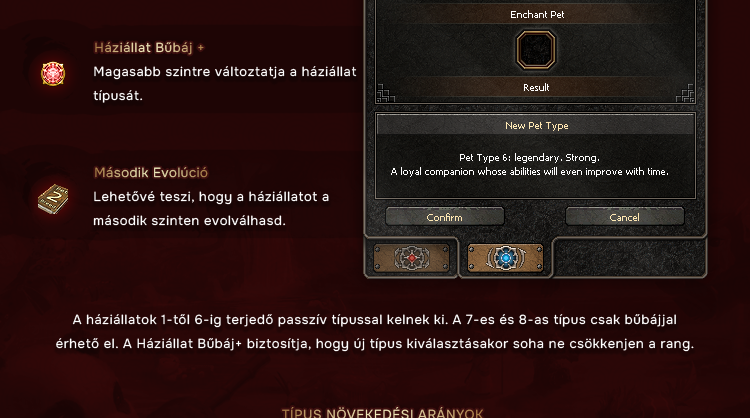 Enchant Pet
Háziállat Bűbáj +
Magasabb szintre változtatja a háziállat
típusát.
Result
New Pet Type
Pet Type 6: legendary. Strong.
A loyal companion whose abilities will even improve with time.
Második Evolúció
Lehetővé teszi, hogy a háziállatot a
második szinten evolválhasd.
Confirm
Cancel
A háziállatok 1-től 6-ig terjedő passzív típussal kelnek ki. A 7-es és 8-as típus csak bűbájjal
érhető el. A Háziállat Bűbáj+ biztosítja, hogy új típus kiválasztásakor soha ne csökkenjen a rang.
TÍPUS NÖVEKEDÉSI ARÁNYOK